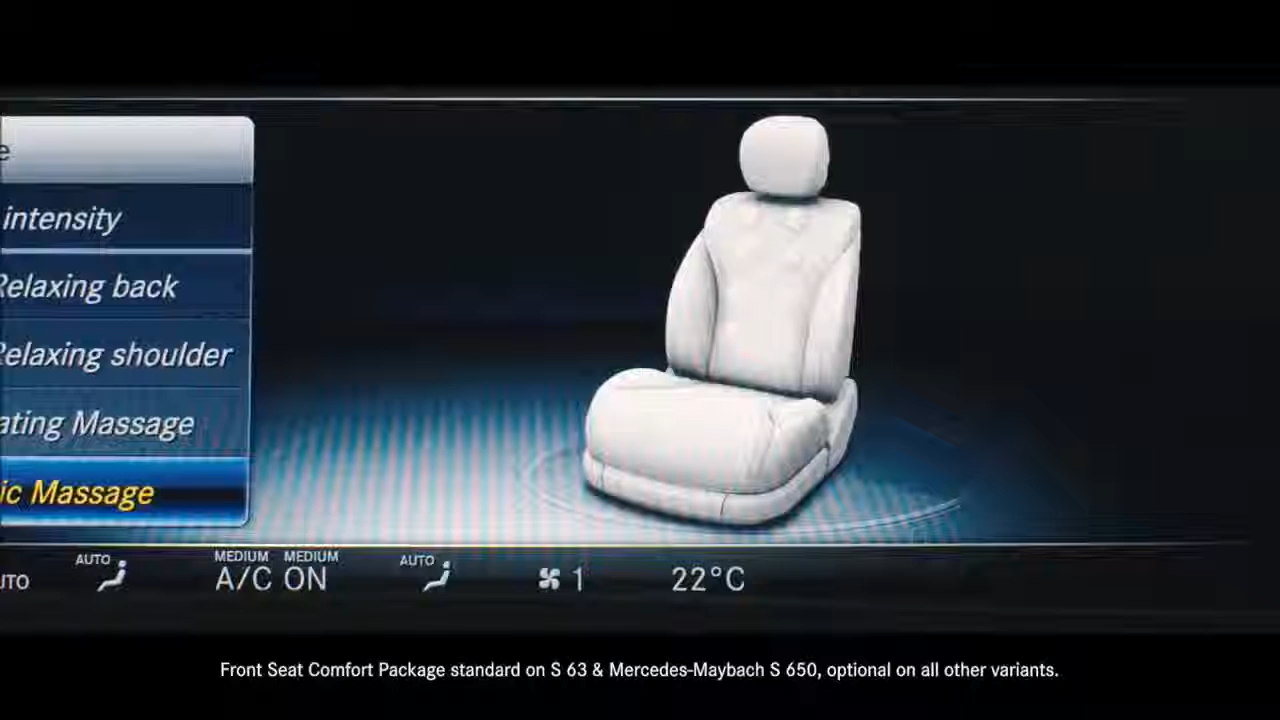 e
intensity
Relaxing back
Relaxing shoulder
ating Massage
ic Massage
AUTO
MEDIUM MEDIUM
AUTO
UTO
A/C ON
1
22°C
Front Seat Comfort Package standard on S 63 & Mercedes-Maybach S 650, optional on all other variants.